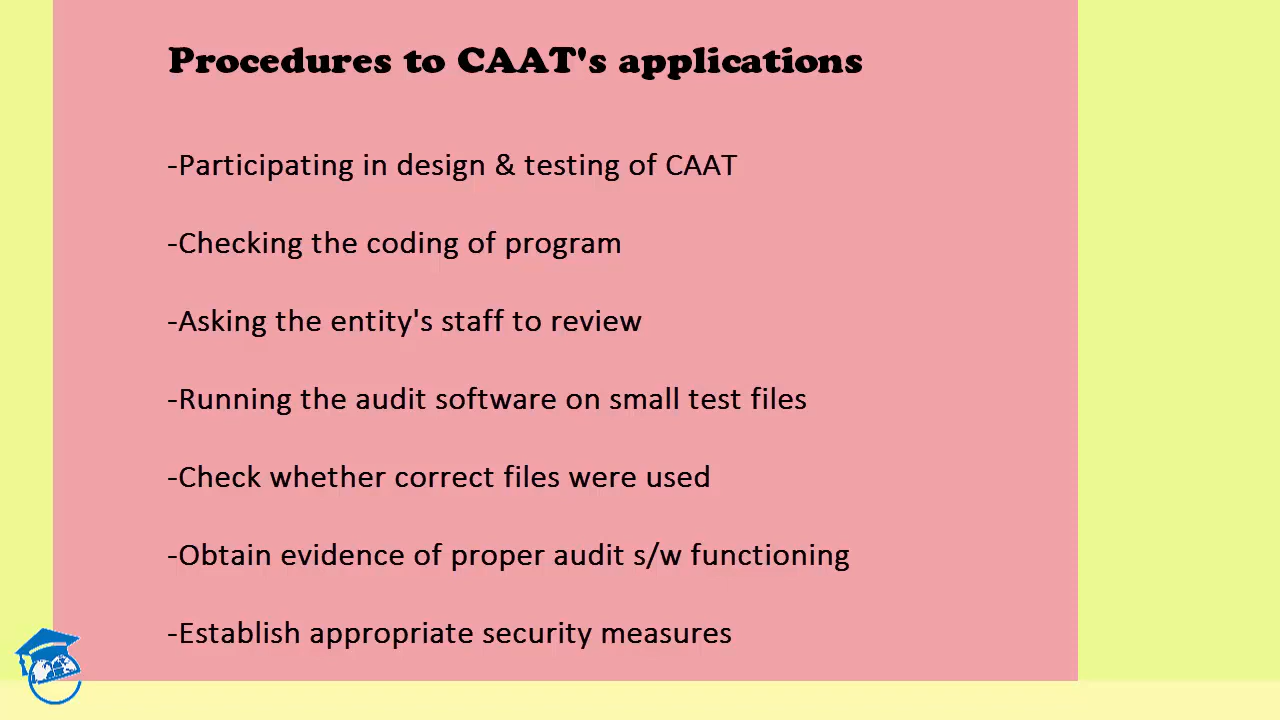 Procedures to CAAT's applications
-Participating in design & testing of CAAT
-Checking the coding of program
-Asking the entity's staff to review
-Running the audit software on small test files
-Check whether correct files were used
-Obtain evidence of proper audit s/w functioning
-Establish appropriate security measures